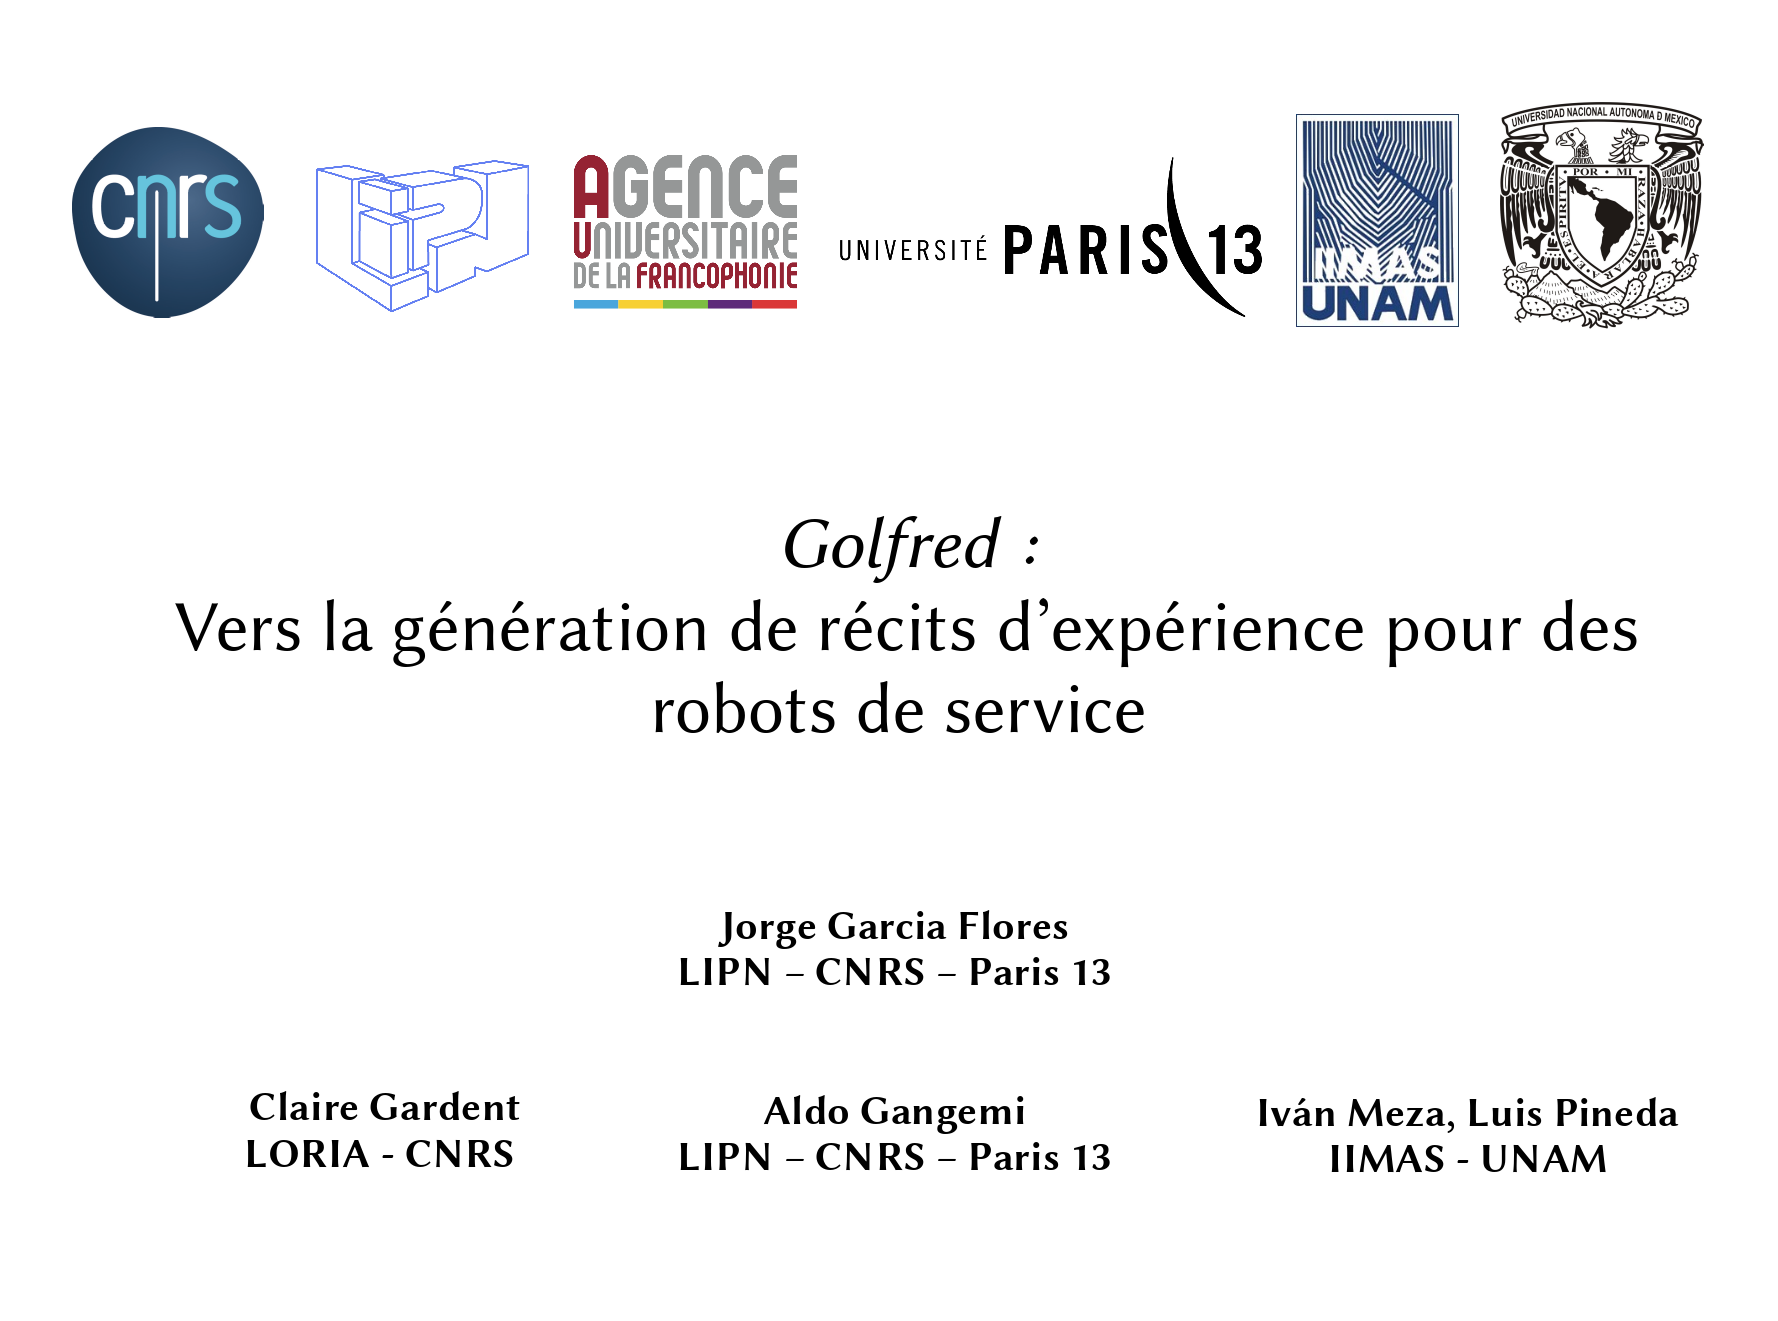 cnrs
LIPN
AGENCE
UNIVERSITAIRE
DE LA FRANCOPHONIE
UNIVERSITÉ PARIS 13
IIMAS
UNAM
UNIVERSIDAD NACIONAL AUTONOMA D MEXICO
POR • MI • RAZA HABLARA EL • ESPIRITU
Golfred :
Vers la génération de récits d’expérience pour des
robots de service
Jorge Garcia Flores
LIPN – CNRS – Paris 13
Claire Gardent
LORIA - CNRS
Aldo Gangemi
LIPN – CNRS – Paris 13
Iván Meza, Luis Pineda
IIMAS - UNAM